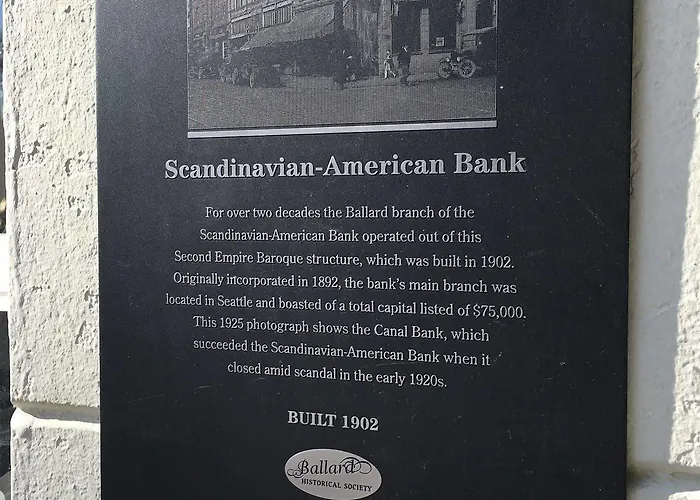 Scandinavian-American Bank
For over two decades the Ballard branch of the
Scandinavian-American Bank operated out of this
Second Empire Baroque structure, which was built in 1902.
Originally incorporated in 1892, the bank's main branch was
located in Seattle and boasted of a total capital listed of $75,000.
This 1925 photograph shows the Canal Bank, which
succeeded the Scandinavian-American Bank when it
closed amid scandal in the early 1920s.
BUILT 1902
Ballard
HISTORICAL SOCIETY